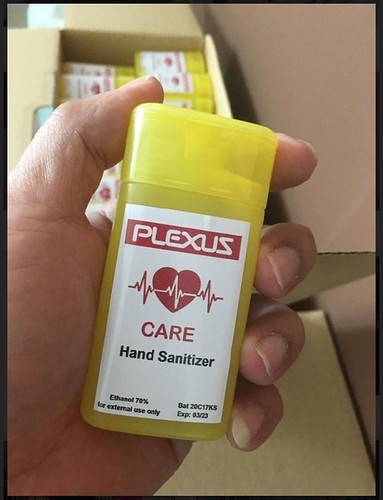 PLEXUS
CARE
Hand Sanitizer
Ethanol 70%
for external use only
Bat 20C17KS
Exp: 03/23